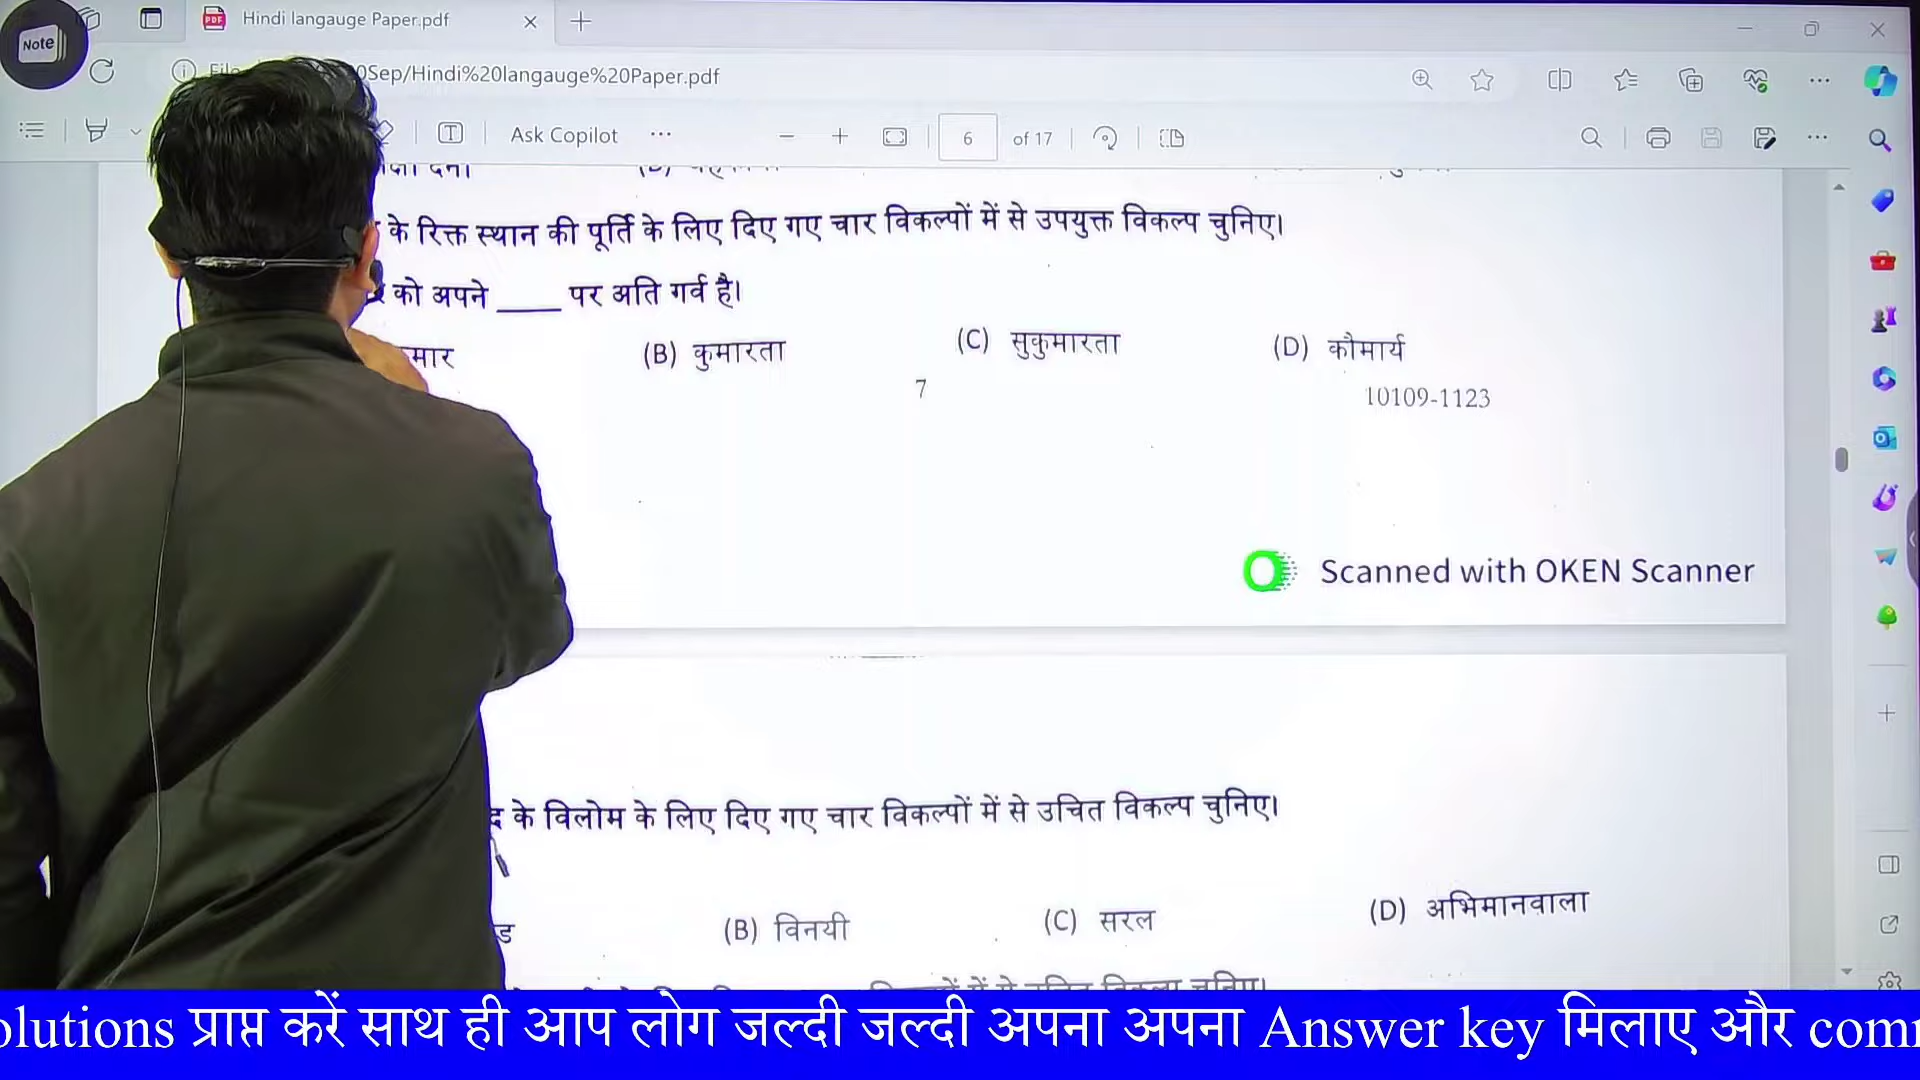 Note
Hindi langauge Paper.pdf
0Sep/Hindi%20langauge%20Paper.pdf
Ask Copilot
6 of 17
के रिक्त स्थान की पूर्ति के लिए दिए गए चार विकल्पों में से उपयुक्त विकल्प चुनिए।
को अपने ____ पर अति गर्व है।
(B) कुमारता (C) सुकुमारता (D) कौमार्य
7 10109-1123
Scanned with OKEN Scanner
के विलोम के लिए दिए गए चार विकल्पों में से उचित विकल्प चुनिए।
(B) विनयी (C) सरल (D) अभिमानवाला
olutions प्राप्त करें साथ ही आप लोग जल्दी जल्दी अपना अपना Answer key मिलाए और com